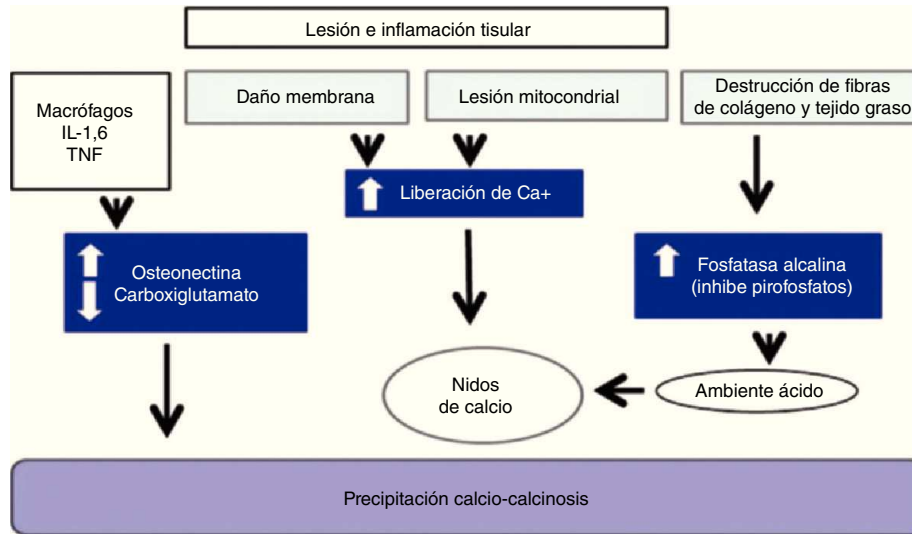 Lesión e inflamación tisular
Macrófagos
IL-1,6
TNF
Daño membrana
Lesión mitocondrial
Destrucción de fibras
de colágeno y tejido graso
Liberación de Ca+
Osteonectina
Carboxiglutamato
Fosfatasa alcalina
(inhibe pirofosfatos)
Nidos
de calcio
Ambiente ácido
Precipitación calcio-calcinosis